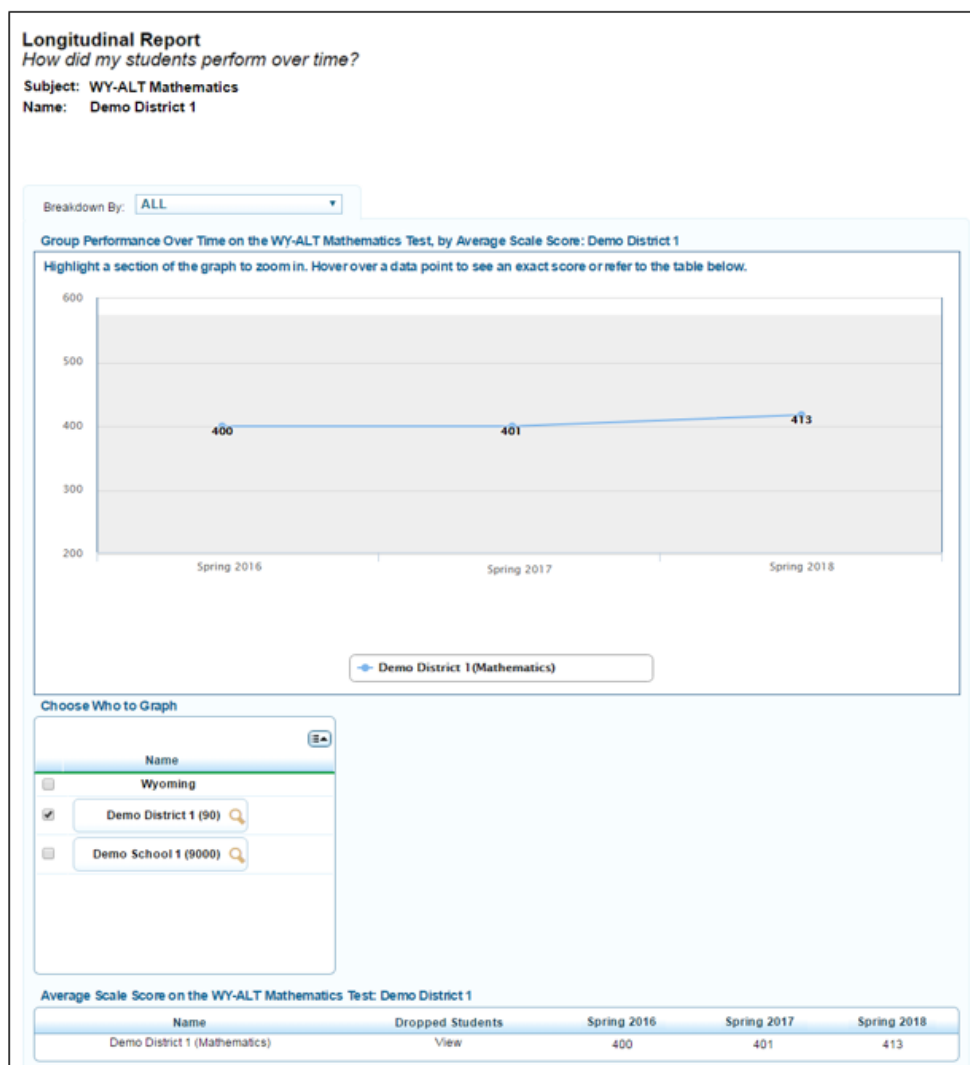 Longitudinal Report
How did my students perform over time?
Subject: WY-ALT Mathematics
Name: Demo District 1
Breakdown By: ALL
Group Performance Over Time on the WY-ALT Mathematics Test, by Average Scale Score: Demo District 1
Highlight a section of the graph to zoom in. Hover over a data point to see an exact score or refer to the table below.
600
500
400
300
200
400 401 413
Spring 2016 Spring 2017 Spring 2018
Demo District 1(Mathematics)
Choose Who to Graph
Name
Wyoming
Demo District 1 (90)
Demo School 1 (9000)
Average Scale Score on the WY-ALT Mathematics Test: Demo District 1
Name Dropped Students Spring 2016 Spring 2017 Spring 2018
Demo District 1 (Mathematics) View 400 401 413